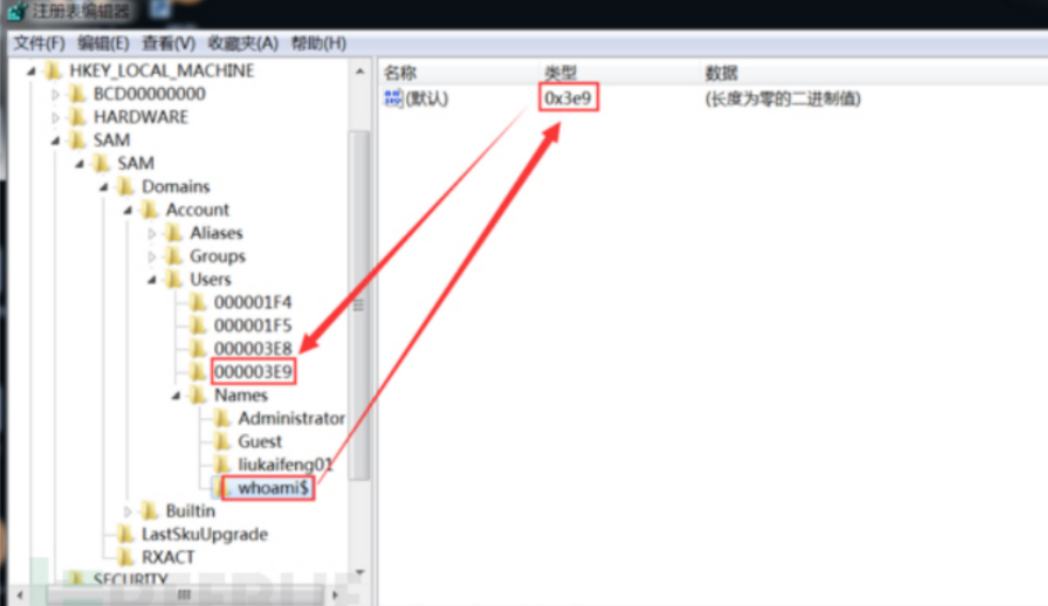 注册表编辑器
文件(F) 编辑(E) 查看(V) 收藏夹(A) 帮助(H)
HKEY_LOCAL_MACHINE
BCD00000000
HARDWARE
SAM
SAM
Domains
Account
Aliases
Groups
Users
000001F4
000001F5
000003E8
000003E9
Names
Administrator
Guest
liukaifeng01
whoami$
Builtin
LastSkuUpgrade
RXACT
SECURITY
名称 类型 数据
(默认) 0x3e9 (长度为零的二进制值)